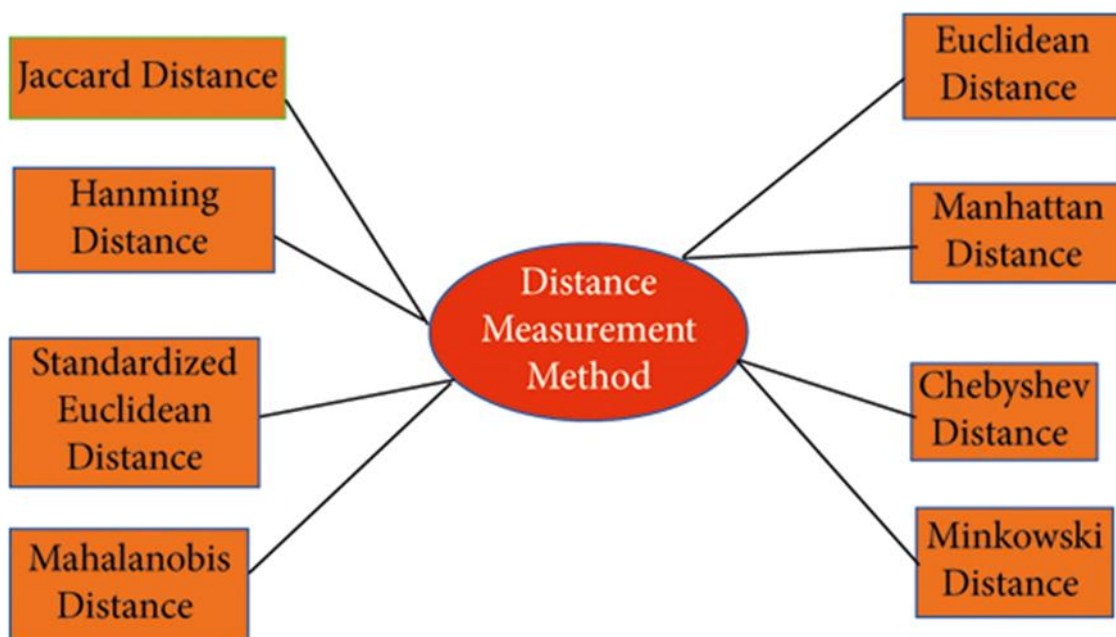 Jaccard Distance
Hanming
Distance
Standardized
Euclidean
Distance
Mahalanobis
Distance
Distance
Measurement
Method
Euclidean
Distance
Manhattan
Distance
Chebyshev
Distance
Minkowski
Distance